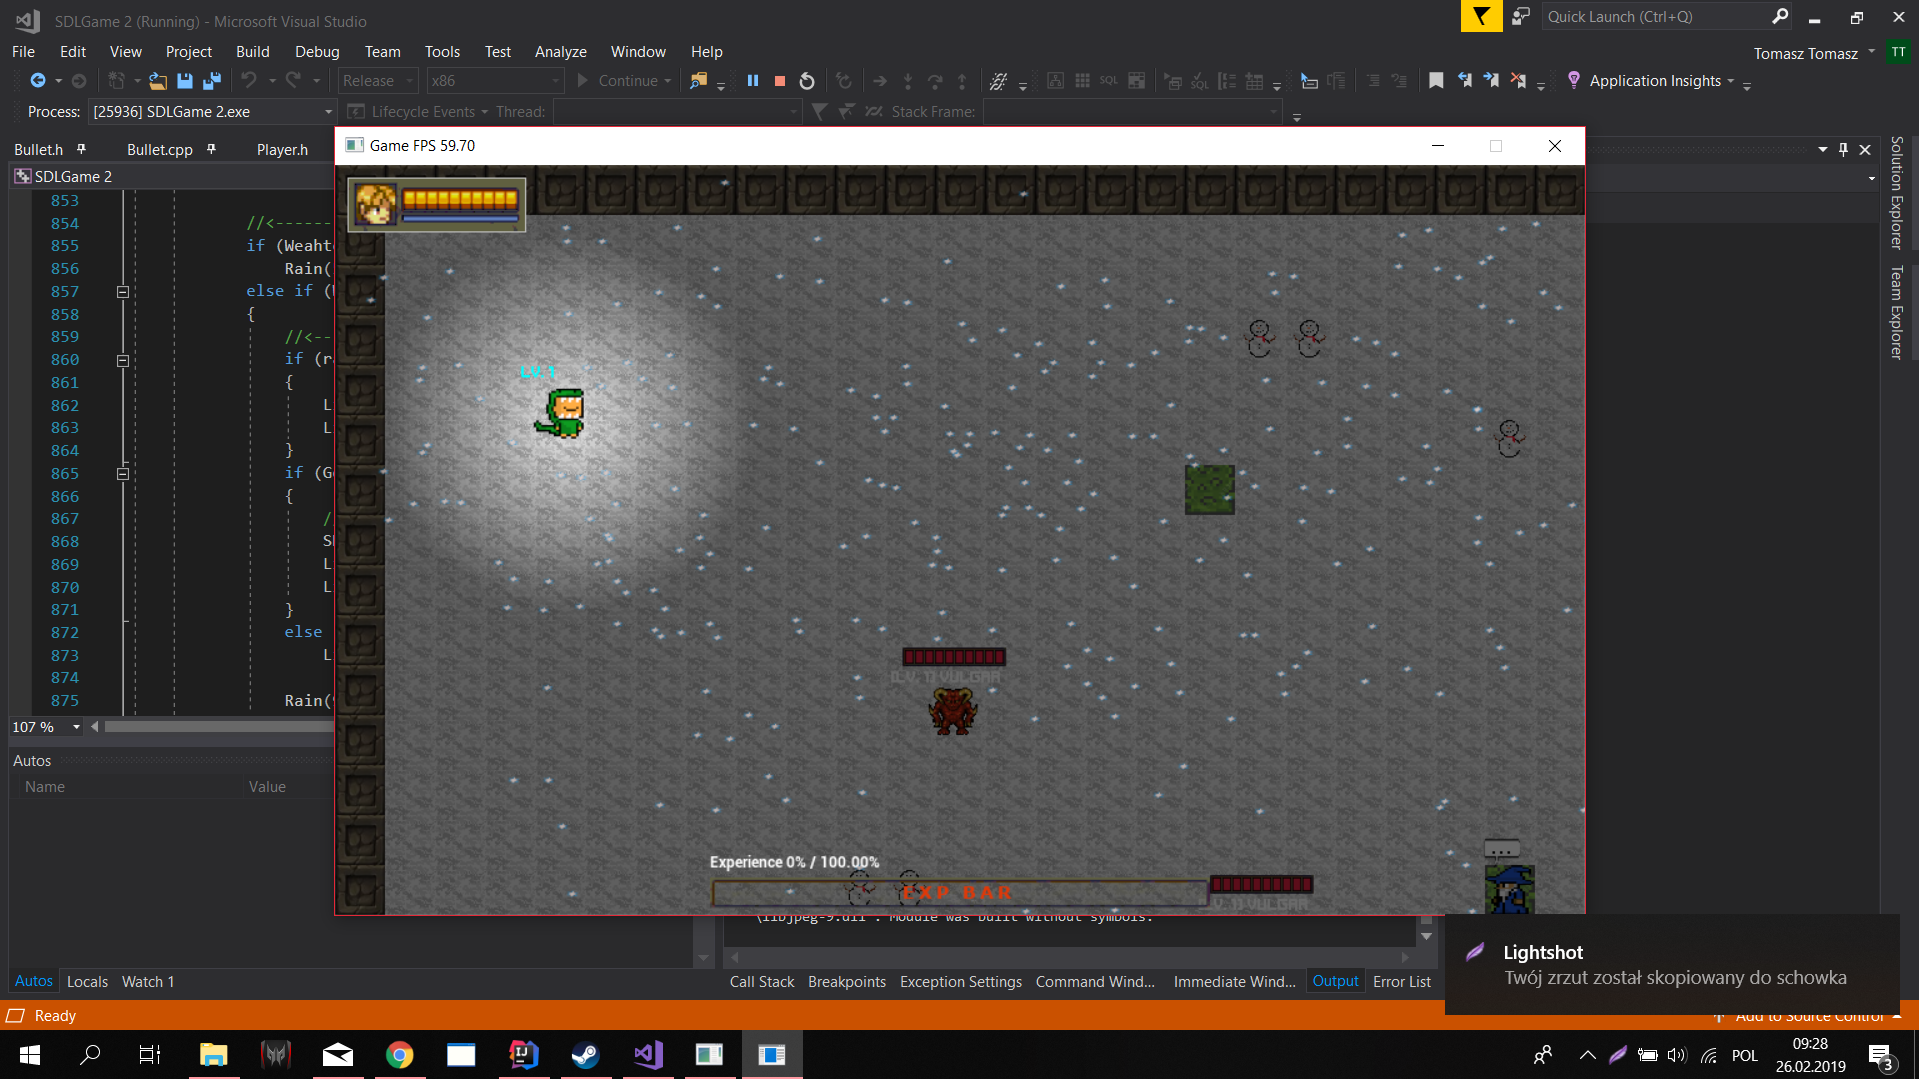 SDLGame 2 (Running) - Microsoft Visual Studio
Quick Launch (Ctrl+Q)
File Edit View Project Build Debug Team Tools Test Analyze Window Help
Tomasz Tomasz TT
Release x86 Continue SQL Application Insights
Process: [25936] SDLGame 2.exe Lifecycle Events Thread: Stack Frame:
Bullet.h Bullet.cpp Player.h
Game FPS 59.70
SDLGame 2
Solution Explorer
Team Explorer
853
854 //<-------
855 if (Weahte
856 Rain(
857 else if (
858 {
859 //<--
860 if (r
861 {
862 L
863 L
864 }
865 if (G
866 {
867 /
868 S
869 L
870 L
871 }
872 else
873 L
874
875 Rain(
LV.1
107 %
(LV. 1) VULGAR
Autos
Name Value
Experience 0% / 100.00%
EXP BAR
V. 1) VULGAR
...
\libjpeg-9.dll'. Module was built without symbols.
Autos Locals Watch 1
Call Stack Breakpoints Exception Settings Command Wind... Immediate Wind... Output Error List
Lightshot
Twój zrzut został skopiowany do schowka
Ready
Add to Source Control
POL
09:28
26.02.2019
3